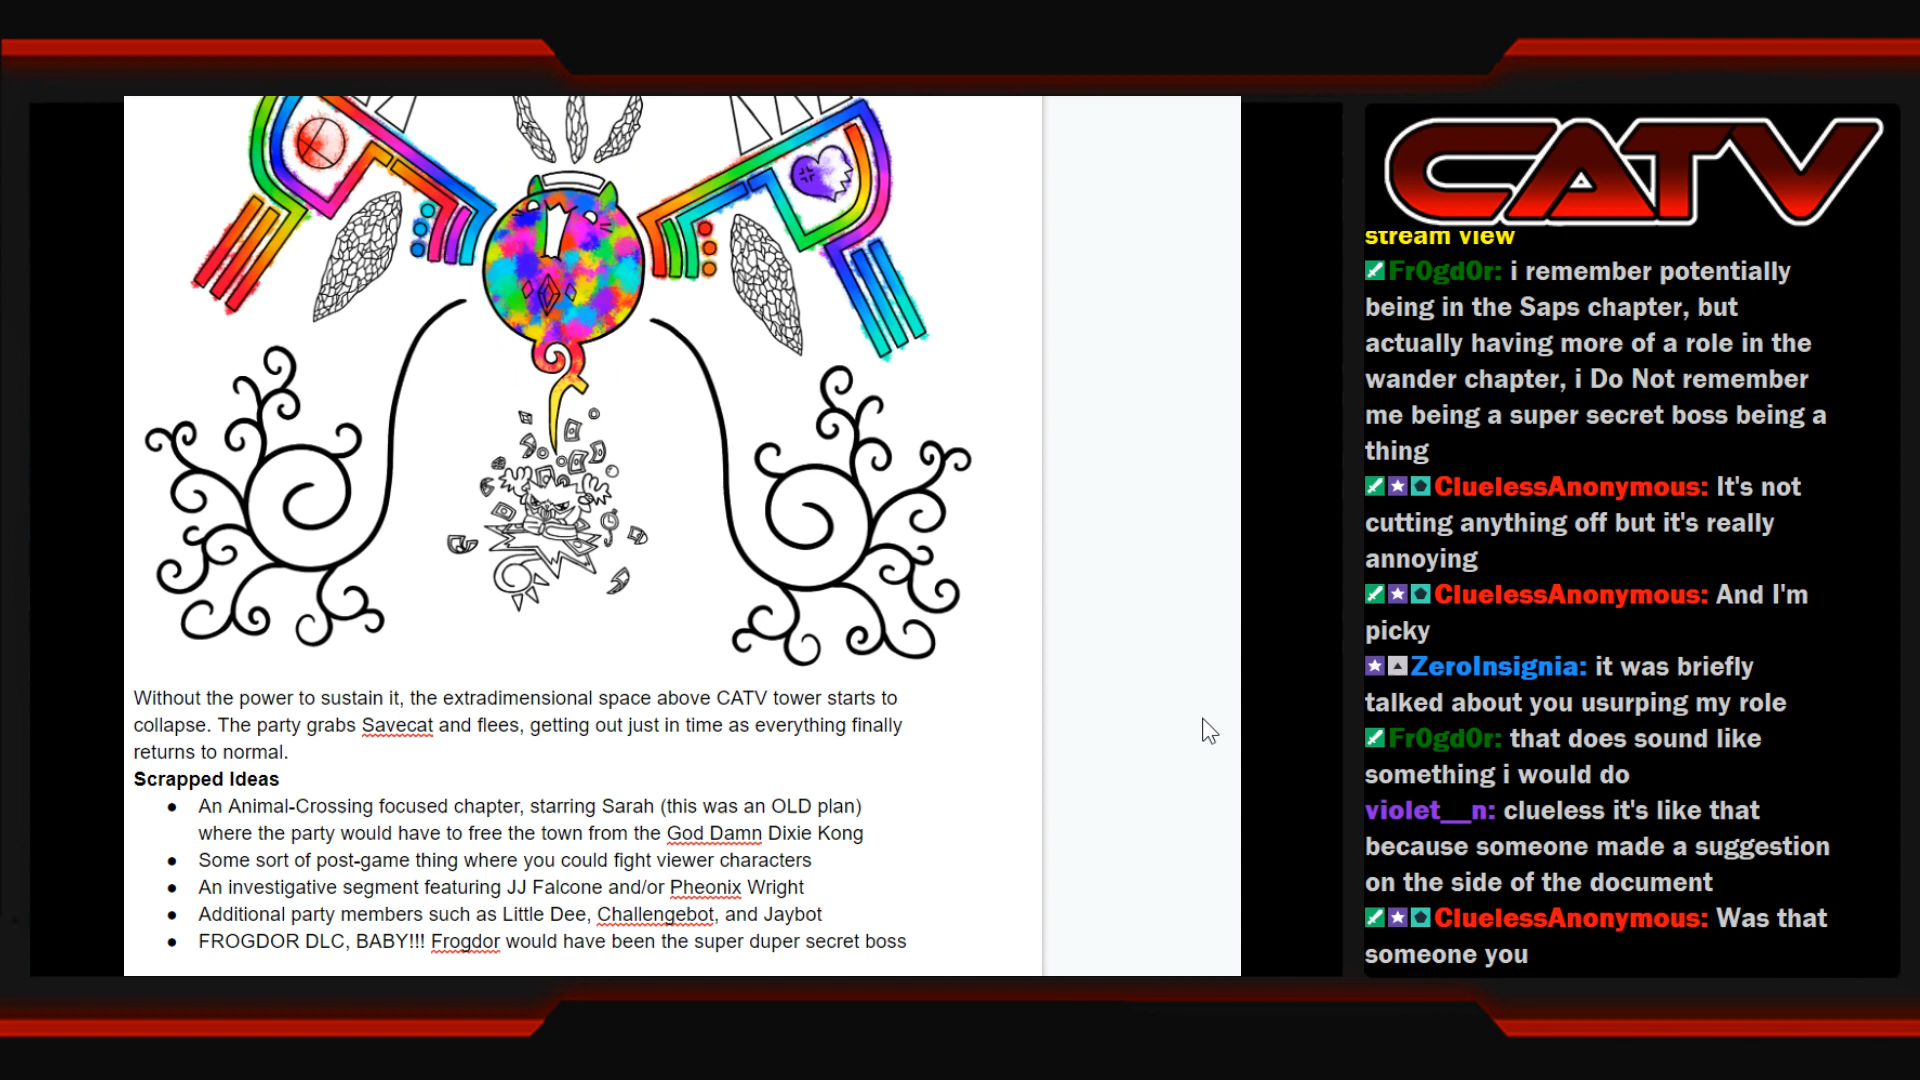 CATV
Without the power to sustain it, the extradimensional space above CATV tower starts to
collapse. The party grabs Savecat and flees, getting out just in time as everything finally
returns to normal.
Scrapped Ideas
● An Animal-Crossing focused chapter, starring Sarah (this was an OLD plan)
where the party would have to free the town from the God Damn Dixie Kong
● Some sort of post-game thing where you could fight viewer characters
● An investigative segment featuring JJ Falcone and/or Pheonix Wright
● Additional party members such as Little Dee, Challengebot, and Jaybot
● FROGDOR DLC, BABY!!! Frogdor would have been the super duper secret boss
stream view
Fr0gd0r: i remember potentially
being in the Saps chapter, but
actually having more of a role in the
wander chapter, i Do Not remember
me being a super secret boss being a
thing
CluelessAnonymous: It's not
cutting anything off but it's really
annoying
CluelessAnonymous: And I'm
picky
ZeroInsignia: it was briefly
talked about you usurping my role
Fr0gd0r: that does sound like
something i would do
violet__n: clueless it's like that
because someone made a suggestion
on the side of the document
CluelessAnonymous: Was that
someone you